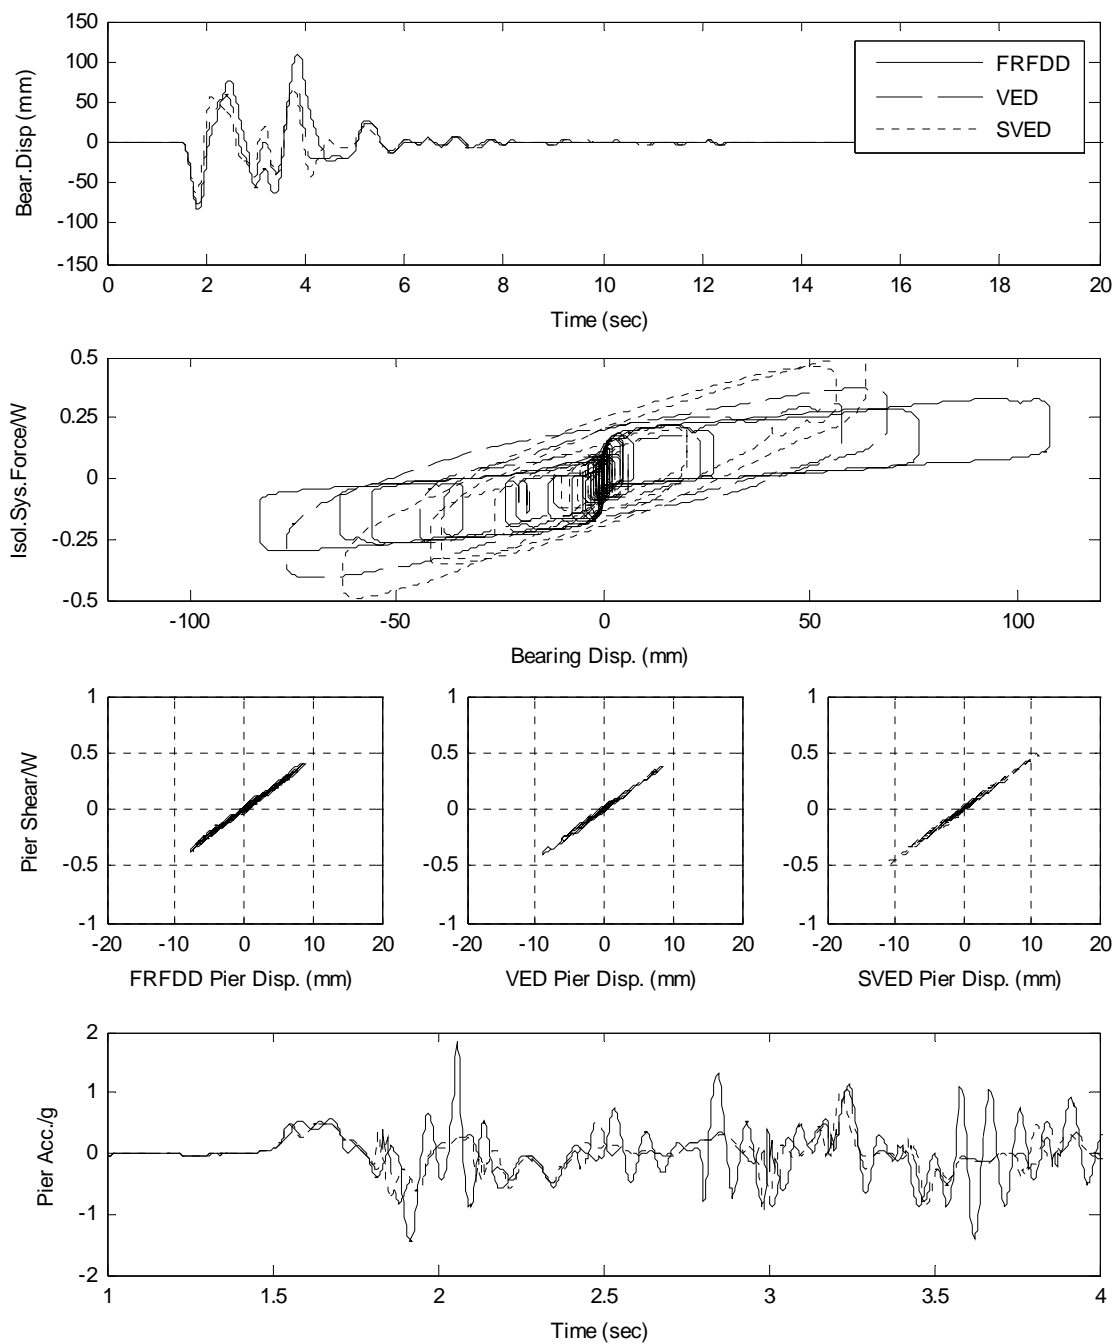 150
100
50
0
-50
-100
-150
Bear.Disp (mm)
FRFDD
VED
SVED
0 2 4 6 8 10 12 14 16 18 20
Time (sec)
0.5
0.25
0
-0.25
-0.5
Isol.Sys.Force/W
-100 -50 0 50 100
Bearing Disp. (mm)
1
0.5
0
-0.5
-1
Pier Shear/W
-20 -10 0 10 20
FRFDD Pier Disp. (mm)
1
0.5
0
-0.5
-1
-20 -10 0 10 20
VED Pier Disp. (mm)
1
0.5
0
-0.5
-1
-20 -10 0 10 20
SVED Pier Disp. (mm)
2
1
0
-1
-2
Pier Acc./g
1 1.5 2 2.5 3 3.5 4
Time (sec)